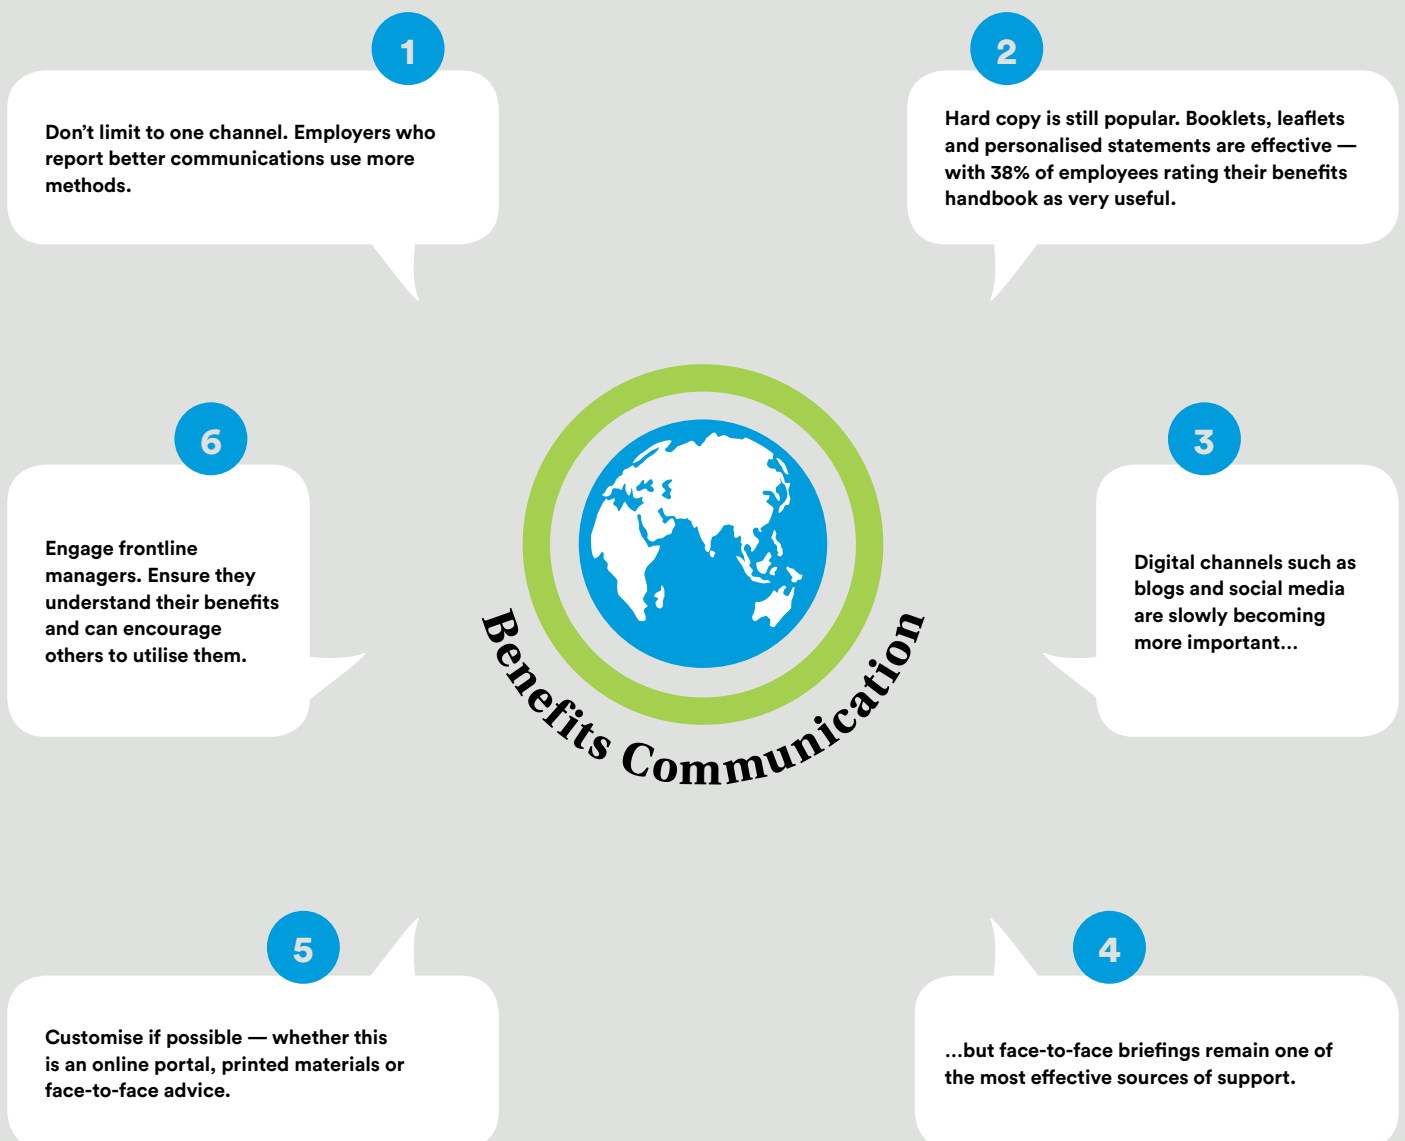 1
Don’t limit to one channel. Employers who
report better communications use more
methods.
2
Hard copy is still popular. Booklets, leaflets
and personalised statements are effective —
with 38% of employees rating their benefits
handbook as very useful.
3
Digital channels such as
blogs and social media
are slowly becoming
more important...
4
...but face-to-face briefings remain one of
the most effective sources of support.
5
Customise if possible — whether this
is an online portal, printed materials or
face-to-face advice.
6
Engage frontline
managers. Ensure they
understand their benefits
and can encourage
others to utilise them.
Benefits Communication